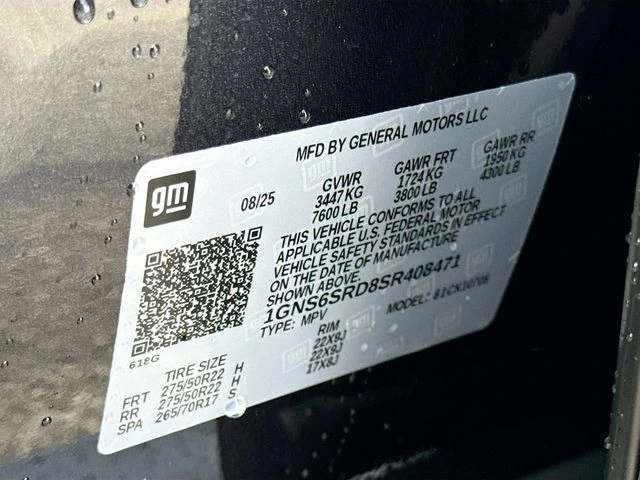 MFD BY GENERAL MOTORS LLC
gm
08/25
GVWR GAWR FRT GAWR RR
3447 KG 1724 KG 1950 KG
7600 LB 3800 LB 4300 LB
THIS VEHICLE CONFORMS TO ALL
APPLICABLE U.S. FEDERAL MOTOR
VEHICLE SAFETY STANDARDS IN EFFECT
ON THE DATE OF MANUFACTURE
SHOWN ABOVE.
1GNS6SRD8SR408471
TYPE: MPV MODEL: 81CK10706
618G
TIRE SIZE RIM
FRT 275/50R22 H 22X9J
RR 275/50R22 H 22X9J
SPA 265/70R17 S 17X8J